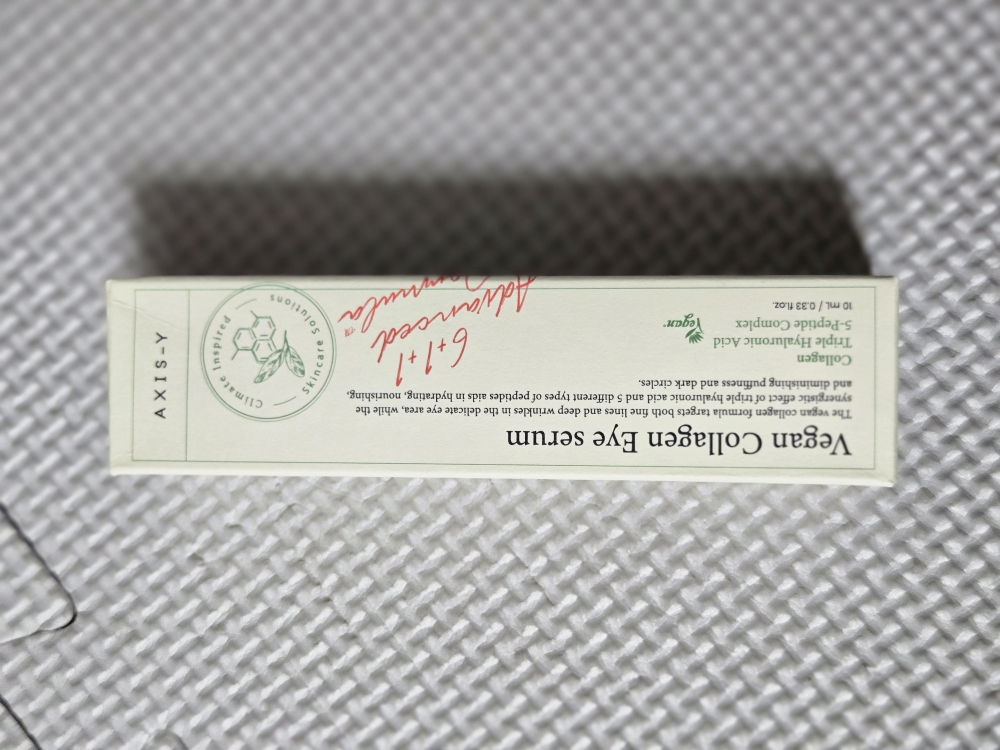 Vegan Collagen Eye serum
The vegan collagen formula targets both fine lines and deep wrinkles in the delicate eye area, while the
synergistic effect of triple hyaluronic acid and 5 different types of peptides aids in hydrating, nourishing,
and diminishing puffiness and dark circles.
Collagen
Triple Hyaluronic Acid
5-Peptide Complex
Vegan
10 mL / 0.33 fl.oz.
6+1+1
Advanced
Formula™
Climate Inspired
Skincare Solutions
AXIS-Y